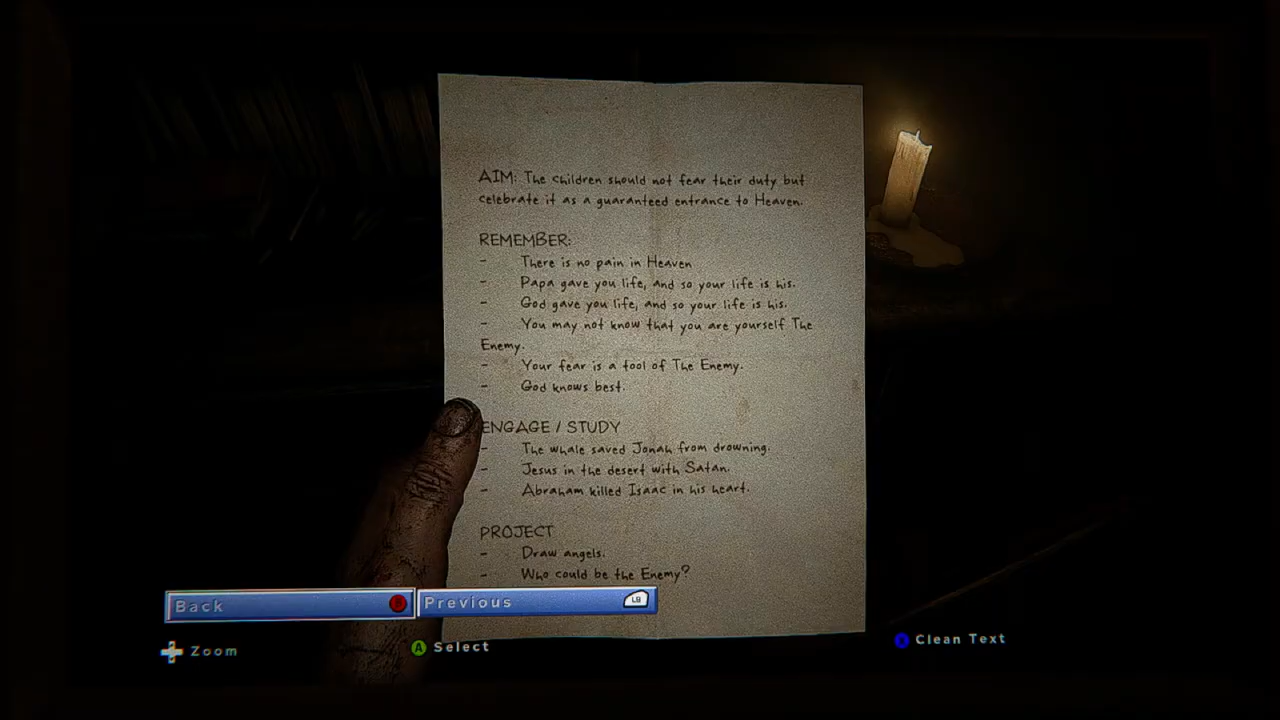 AIM: The children should not fear their duty but
celebrate it as a guaranteed entrance to Heaven.
REMEMBER:
- There is no pain in Heaven
- Papa gave you life, and so your life is his.
- God gave you life, and so your life is his.
- You may not know that you are yourself The
Enemy.
- Your fear is a tool of The Enemy.
- God knows best.
ENGAGE / STUDY
- The whale saved Jonah from drowning.
- Jesus in the desert with Satan.
- Abraham killed Isaac in his heart.
PROJECT
- Draw angels.
- Who could be the Enemy?
Back B Previous LB
Zoom A Select X Clean Text